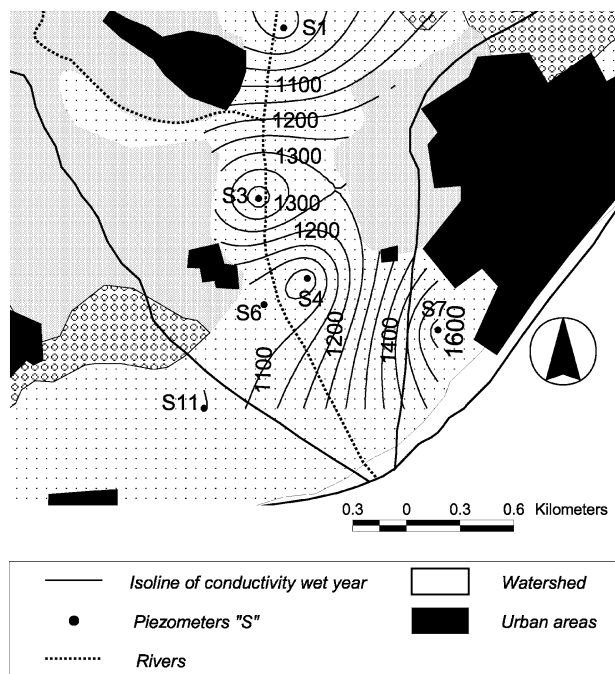 S1
1100
1200
1300
S3
1300
1200
S4
S6
S7
1100
1200
1400
1600
S11
0.3 0 0.3 0.6 Kilometers
Isoline of conductivity wet year
Watershed
Piezometers "S"
Urban areas
Rivers